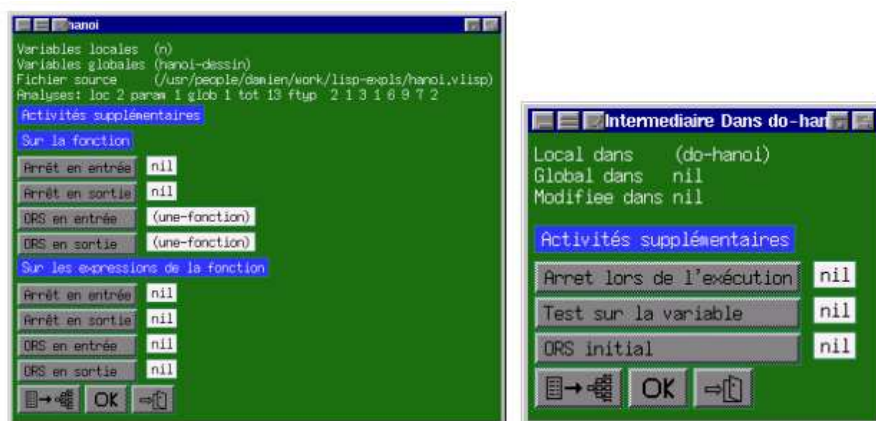 hanoi
Variables locales (n)
Variables globales (hanoi-dessin)
Fichier source (/usr/people/damien/work/lisp-expls/hanoi.vlisp)
Analyses: loc 2 param 1 glob 1 tot 13 ftyp 2 1 3 1 6 9 7 2
Activités supplémentaires
Sur la fonction
Arrêt en entrée nil
Arrêt en sortie nil
ORS en entrée (une-fonction)
ORS en sortie (une-fonction)
Sur les expressions de la fonction
Arrêt en entrée nil
Arrêt en sortie nil
ORS en entrée nil
ORS en sortie nil
OK
Intermediaire Dans do-han
Local dans (do-hanoi)
Global dans nil
Modifiee dans nil
Activités supplémentaires
Arret lors de l'exécution nil
Test sur la variable nil
ORS initial nil
OK